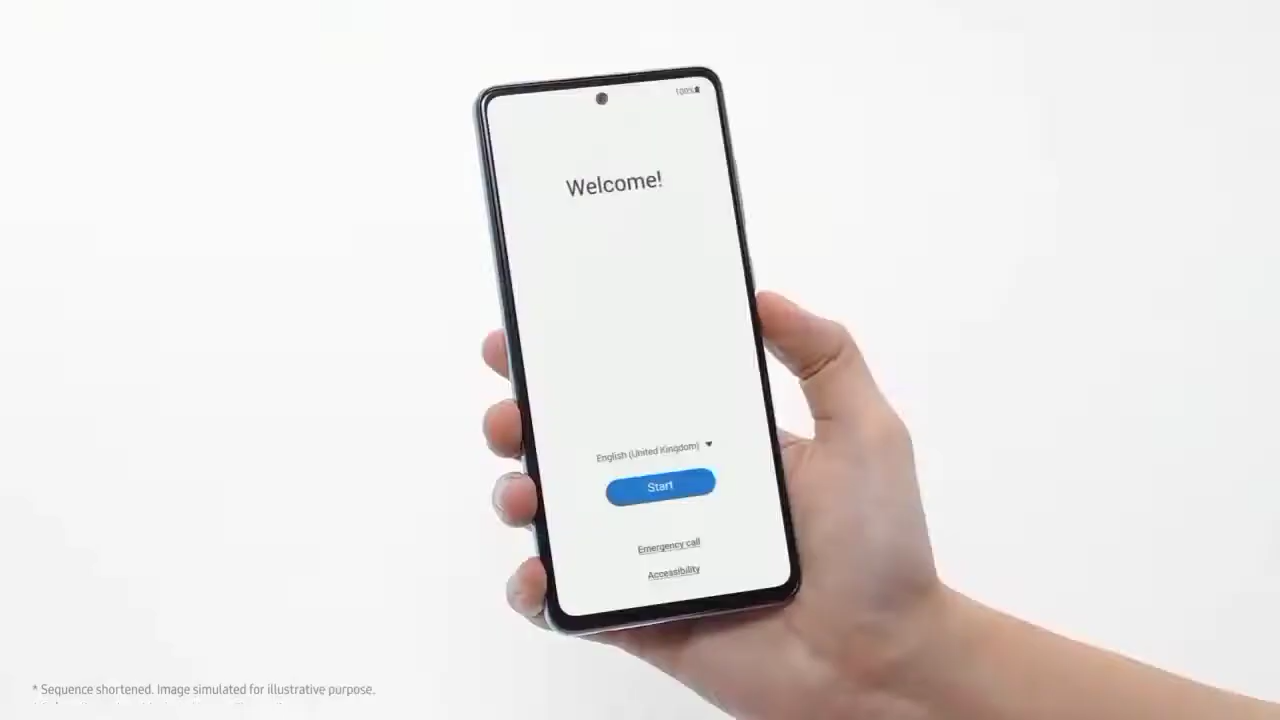 100%
Welcome!
English (United Kingdom)
Start
Emergency call
Accessibility
* Sequence shortened. Image simulated for illustrative purpose.